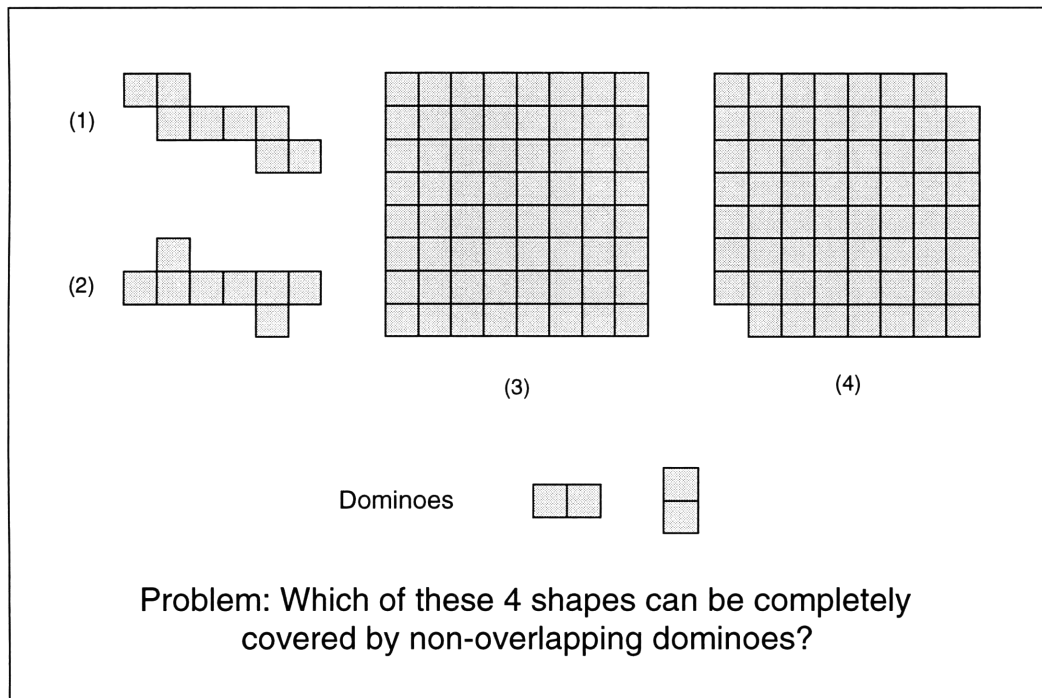 (1)
(2)
(3)
(4)
Dominoes
Problem: Which of these 4 shapes can be completely
covered by non-overlapping dominoes?